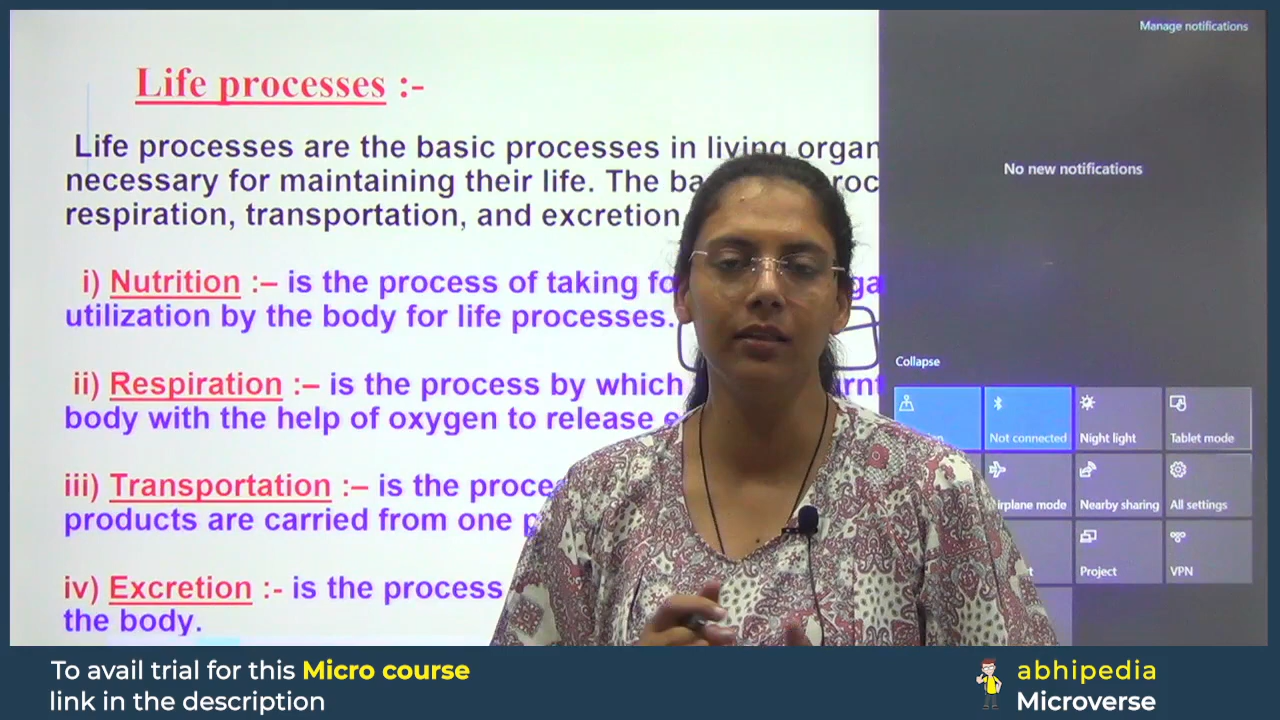 Life processes :-
Life processes are the basic processes in living organ
necessary for maintaining their life. The ba roc
respiration, transportation, and excretion
i) Nutrition :– is the process of taking fo ga
utilization by the body for life processes.
ii) Respiration :– is the process by which urnt
body with the help of oxygen to release e
iii) Transportation :– is the proce
products are carried from one p
iv) Excretion :- is the process
the body.
Manage notifications
No new notifications
Collapse
Not connected
Night light
Tablet mode
irplane mode
Nearby sharing
All settings
Project
VPN
To avail trial for this Micro course
link in the description
abhipedia
Microverse